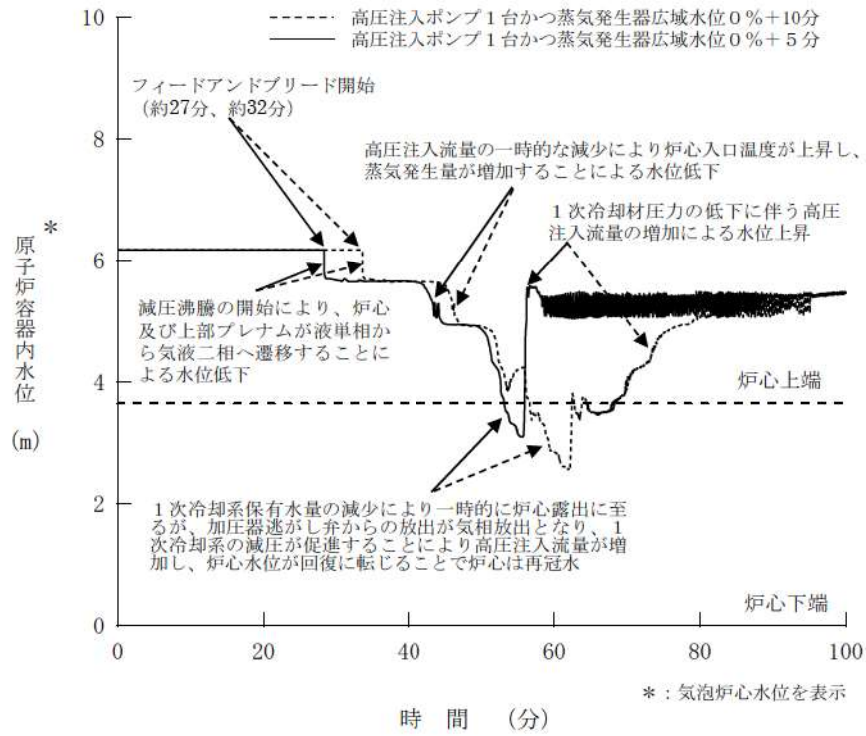 高圧注入ポンプ1台かつ蒸気発生器広域水位0％+10分
高圧注入ポンプ1台かつ蒸気発生器広域水位0％+5分
フィードアンドブリード開始
(約27分、約32分)
高圧注入流量の一時的な減少により炉心入口温度が上昇し、
蒸気発生量が増加することによる水位低下
1次冷却材圧力の低下に伴う高圧
注入流量の増加による水位上昇
減圧沸騰の開始により、炉心
及び上部プレナムが液単相か
ら気液二相へ遷移することに
よる水位低下
炉心上端
1次冷却系保有水量の減少により一時的に炉心露出に至
るが、加圧器逃がし弁からの放出が気相放出となり、1
次冷却系の減圧が促進することにより高圧注入流量が増
加し、炉心水位が回復に転じることで炉心は再冠水
炉心下端
原子炉容器内水位*
(m)
10
8
6
4
2
0
0 20 40 60 80 100
*:気泡炉心水位を表示
時 間 (分)